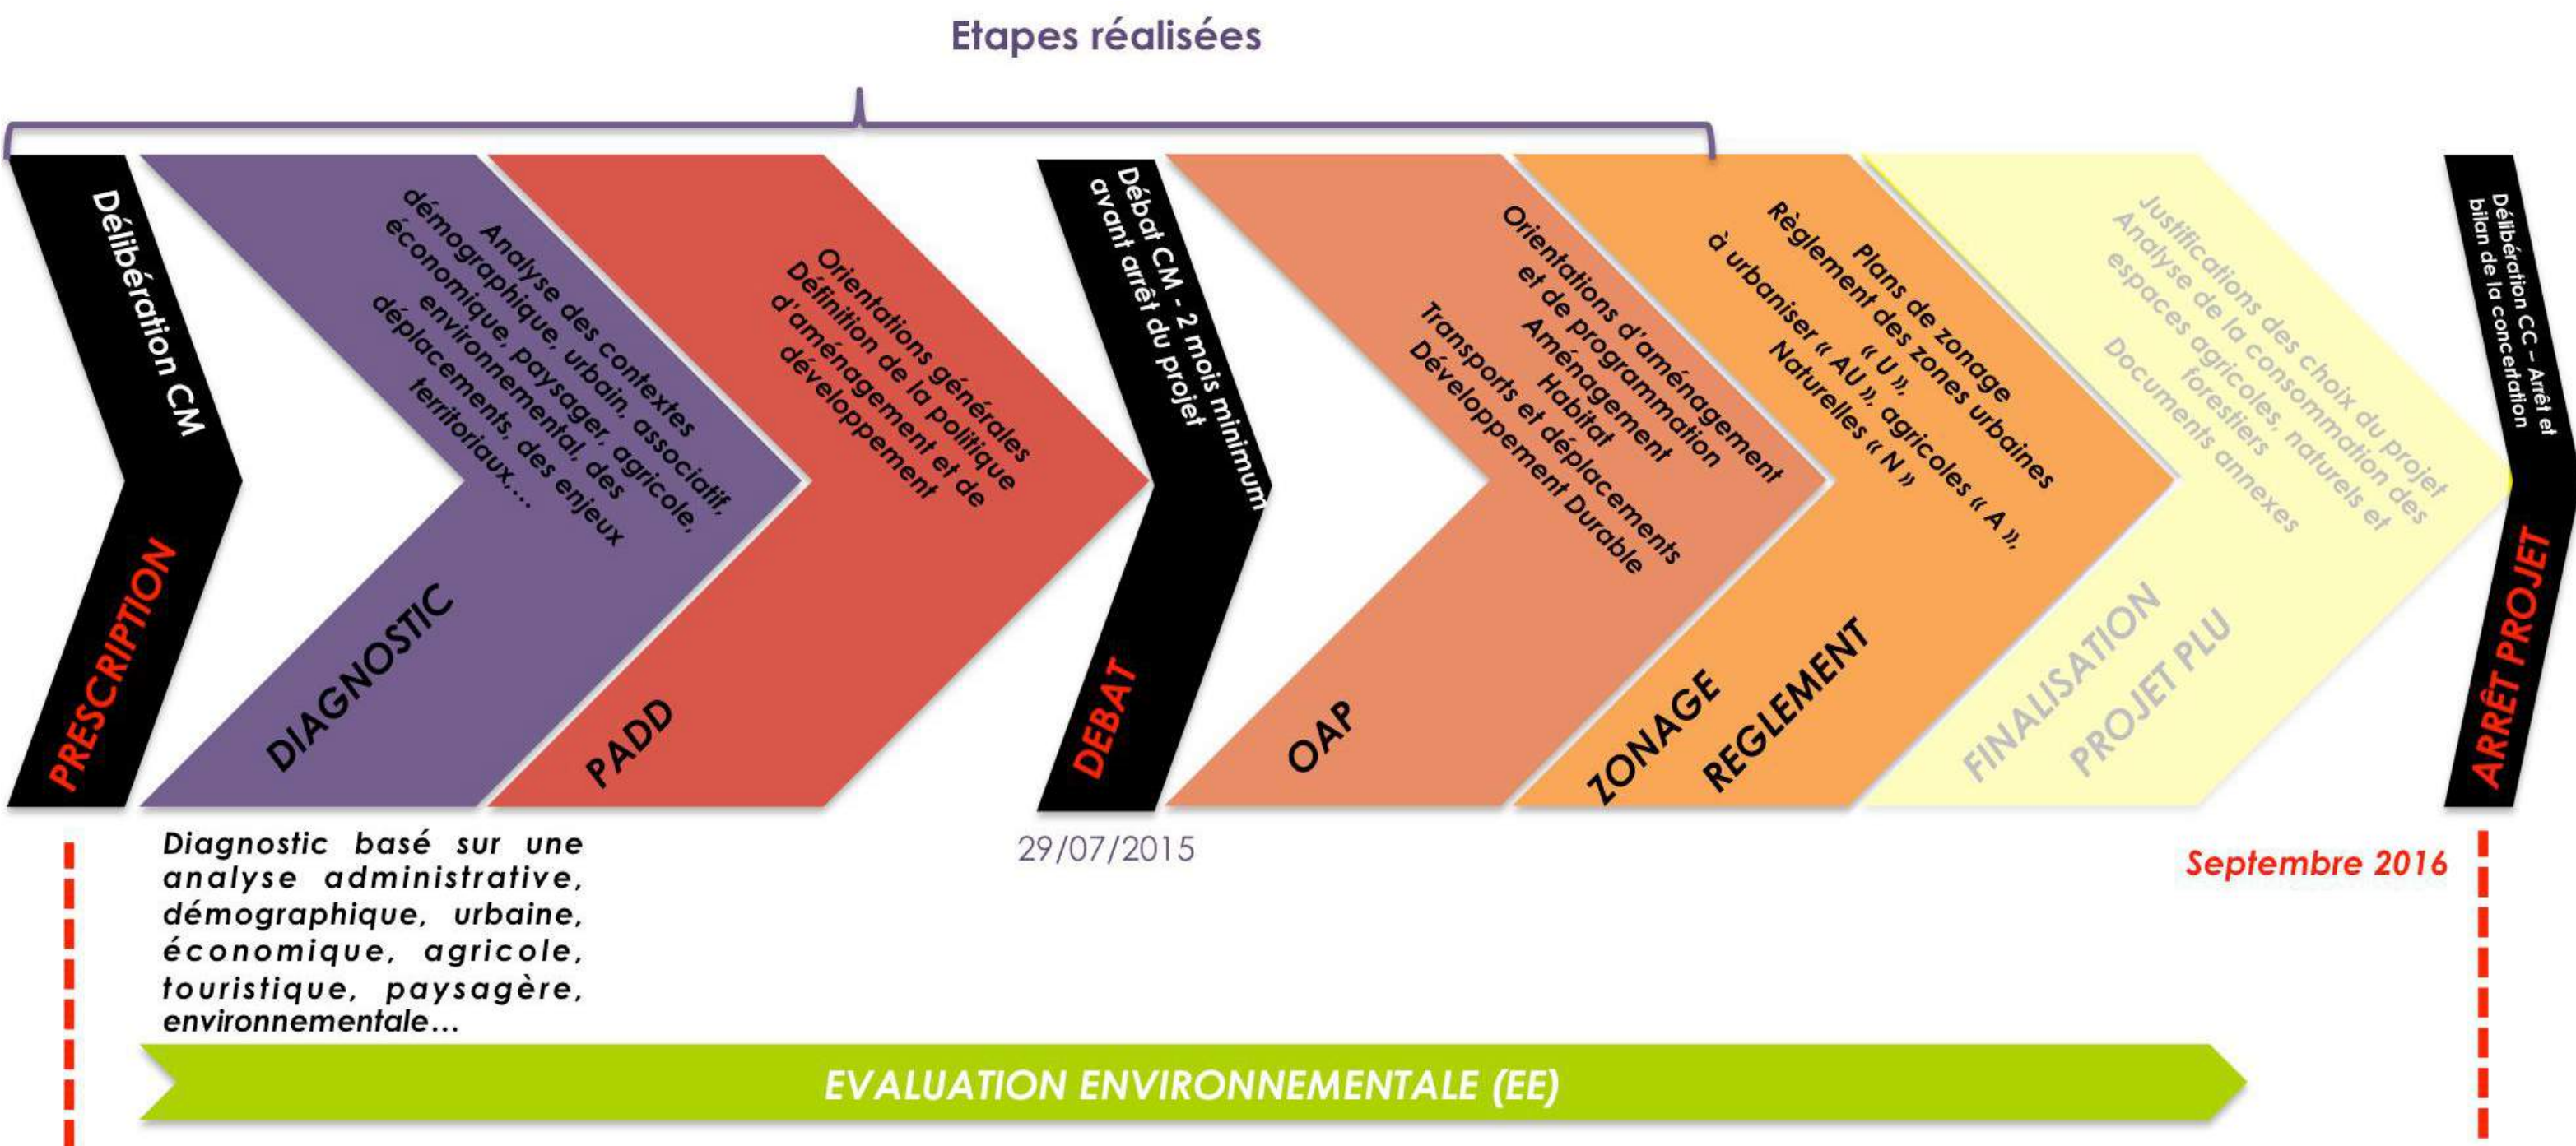 Etapes réalisées
Délibération CM
PRESCRIPTION
Analyse des contextes
démographique, urbain, associatif,
économique, paysager, agricole,
environnemental, des
déplacements, des enjeux
territoriaux,...
DIAGNOSTIC
Orientations générales
Définition de la politique
d'aménagement et de
développement
PADD
Débat CM - 2 mois minimum
avant arrêt du projet
DEBAT
Orientations d'aménagement
et de programmation
Aménagement
Habitat
Transports et déplacements
Développement Durable
OAP
Plans de zonage
Règlement des zones urbaines
« U »,
à urbaniser « AU », agricoles « A »,
Naturelles « N »
ZONAGE
REGLEMENT
Justifications des choix du projet
Analyse de la consommation des
espaces agricoles, naturels et
forestiers
Documents annexes
FINALISATION
PROJET PLU
Délibération CC – Arrêt et
bilan de la concertation
ARRÊT PROJET
Diagnostic basé sur une
analyse administrative,
démographique, urbaine,
économique, agricole,
touristique, paysagère,
environnementale...
29/07/2015
Septembre 2016
EVALUATION ENVIRONNEMENTALE (EE)